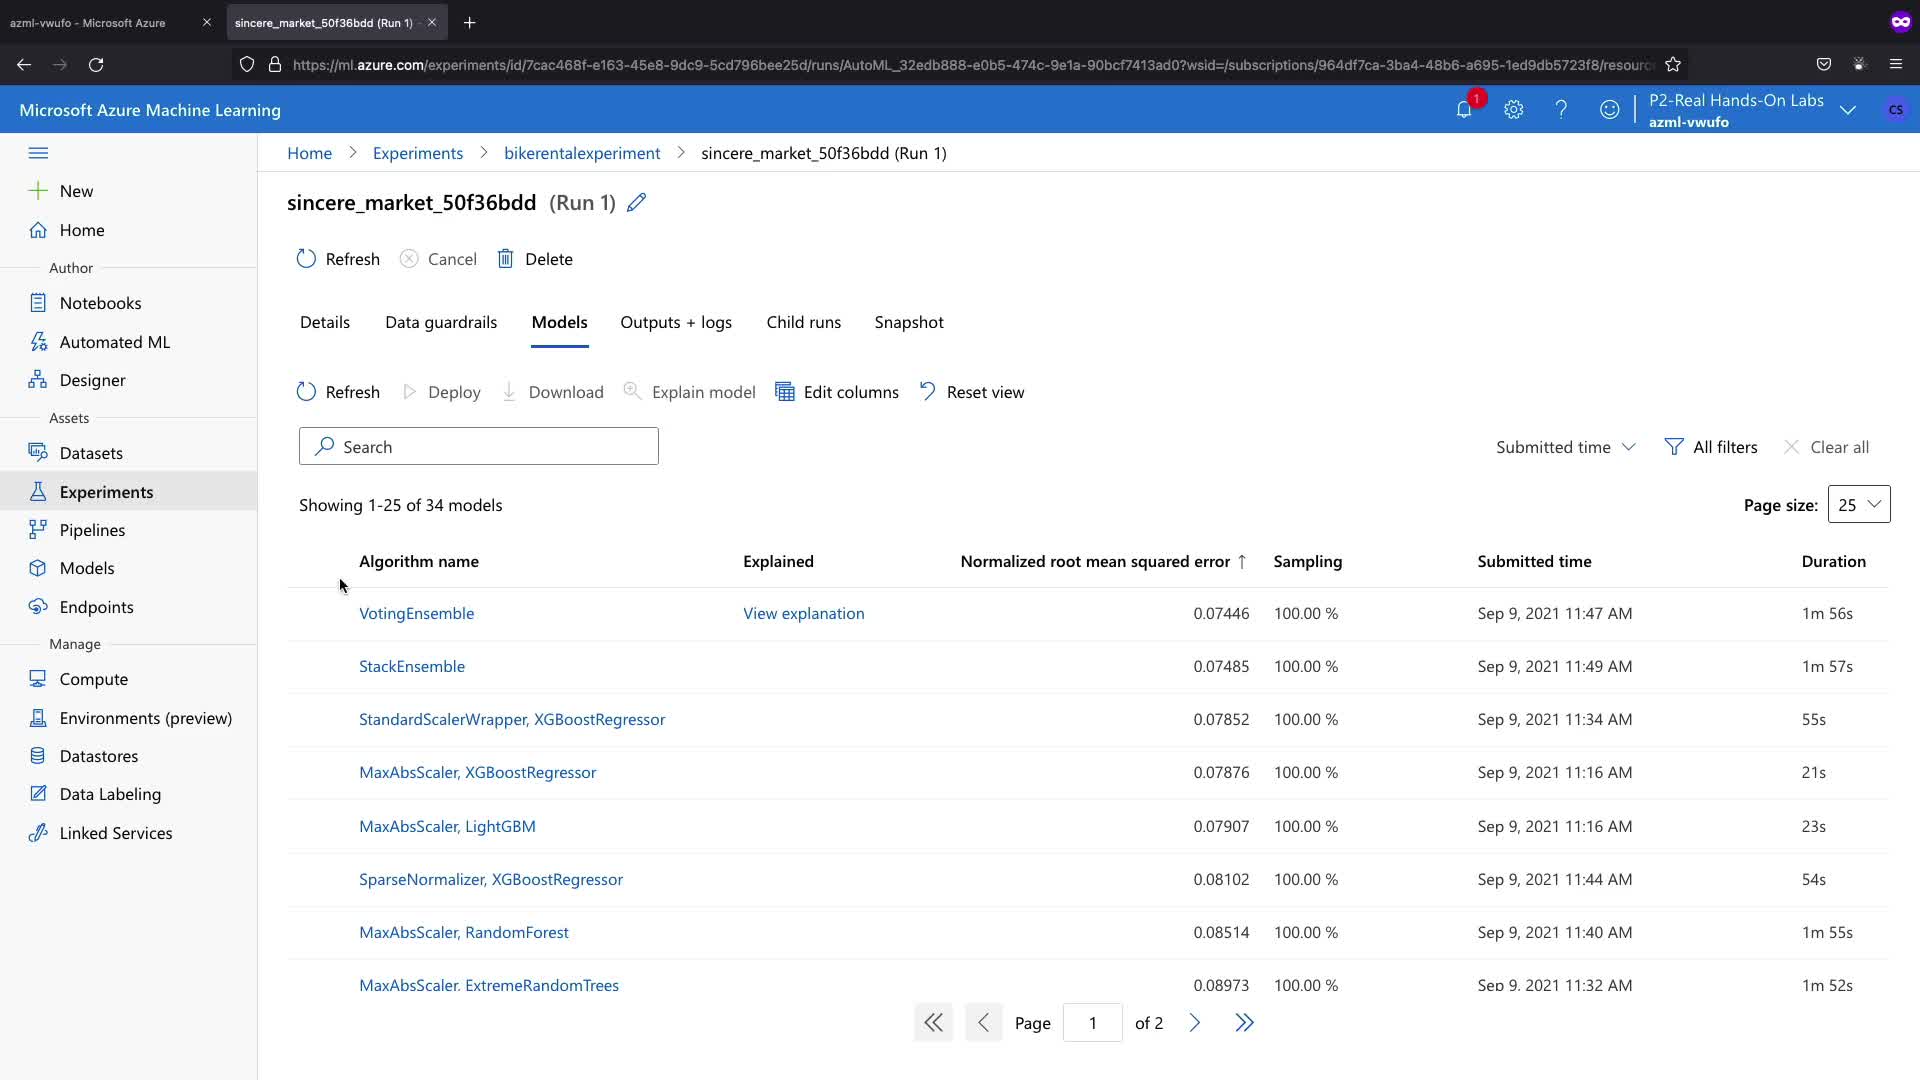 azml-vwufo - Microsoft Azure
sincere_market_50f36bdd (Run 1)
https://ml.azure.com/experiments/id/7cac468f-e163-45e8-9dc9-5cd796bee25d/runs/AutoML_32edb888-e0b5-474c-9e1a-90bcf7413ad0?wsid=/subscriptions/964df7ca-3ba4-48b6-a695-1ed9db5723f8/resourc
Microsoft Azure Machine Learning
1
P2-Real Hands-On Labs
azml-vwufo
CS
Home > Experiments > bikerentalexperiment > sincere_market_50f36bdd (Run 1)
New
Home
Author
Notebooks
Automated ML
Designer
Assets
Datasets
Experiments
Pipelines
Models
Endpoints
Manage
Compute
Environments (preview)
Datastores
Data Labeling
Linked Services
sincere_market_50f36bdd (Run 1)
Refresh Cancel Delete
Details Data guardrails Models Outputs + logs Child runs Snapshot
Refresh Deploy Download Explain model Edit columns Reset view
Search
Submitted time All filters Clear all
Showing 1-25 of 34 models
Page size: 25
Algorithm name Explained Normalized root mean squared error ↑ Sampling Submitted time Duration
VotingEnsemble View explanation 0.07446 100.00 % Sep 9, 2021 11:47 AM 1m 56s
StackEnsemble 0.07485 100.00 % Sep 9, 2021 11:49 AM 1m 57s
StandardScalerWrapper, XGBoostRegressor 0.07852 100.00 % Sep 9, 2021 11:34 AM 55s
MaxAbsScaler, XGBoostRegressor 0.07876 100.00 % Sep 9, 2021 11:16 AM 21s
MaxAbsScaler, LightGBM 0.07907 100.00 % Sep 9, 2021 11:16 AM 23s
SparseNormalizer, XGBoostRegressor 0.08102 100.00 % Sep 9, 2021 11:44 AM 54s
MaxAbsScaler, RandomForest 0.08514 100.00 % Sep 9, 2021 11:40 AM 1m 55s
MaxAbsScaler, ExtremeRandomTrees 0.08973 100.00 % Sep 9, 2021 11:32 AM 1m 52s
Page 1 of 2